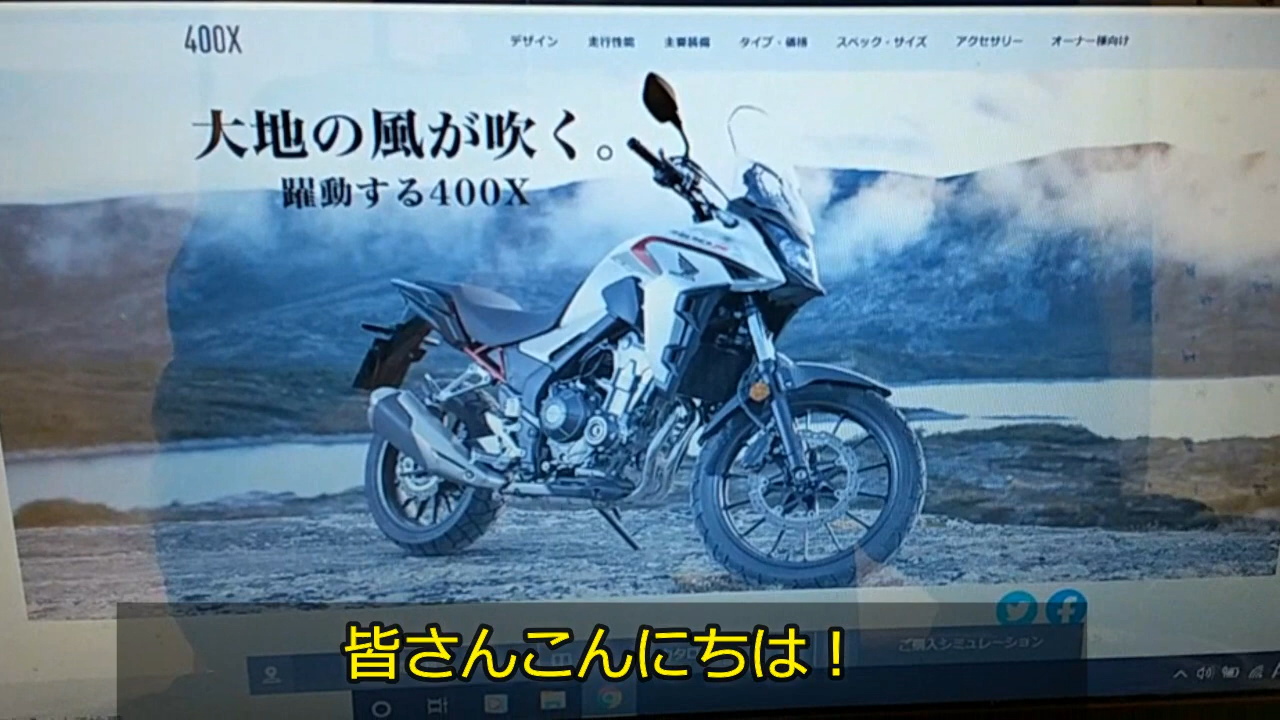 400X
デザイン 走行性能 主要装備 タイプ・価格 スペック・サイズ アクセサリー オーナー様向け
大地の風が吹く。
躍動する400X
皆さんこんにちは！
ご購入シミュレーション